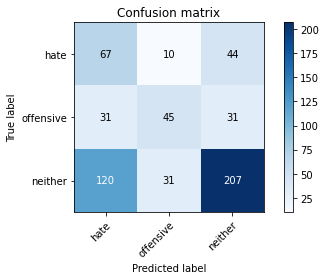 Confusion matrix
True label
hate 67 10 44
offensive 31 45 31
neither 120 31 207
hate offensive neither
Predicted label
200
175
150
125
100
75
50
25